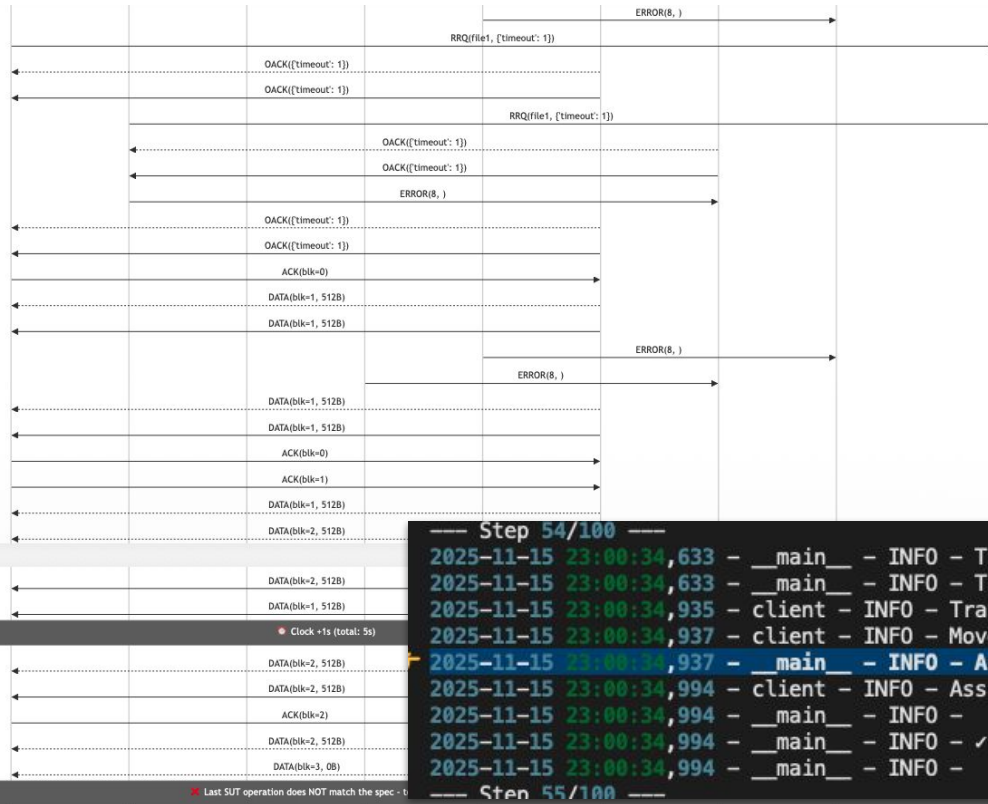 ERROR(8, )
RRQ(file1, {'timeout': 1})
OACK({'timeout': 1})
OACK({'timeout': 1})
RRQ(file1, {'timeout': 1})
OACK({'timeout': 1})
OACK({'timeout': 1})
ERROR(8, )
OACK({'timeout': 1})
OACK({'timeout': 1})
ACK(blk=0)
DATA(blk=1, 512B)
DATA(blk=1, 512B)
ERROR(8, )
ERROR(8, )
DATA(blk=1, 512B)
DATA(blk=1, 512B)
ACK(blk=0)
ACK(blk=1)
DATA(blk=1, 512B)
DATA(blk=2, 512B)
DATA(blk=2, 512B)
DATA(blk=1, 512B)
Clock +1s (total: 5s)
DATA(blk=2, 512B)
DATA(blk=2, 512B)
ACK(blk=2)
DATA(blk=2, 512B)
DATA(blk=3, 0B)
❌ Last SUT operation does NOT match the spec - t
--- Step 54/100 ---
2025-11-15 23:00:34,633 - __main__ - INFO - T
2025-11-15 23:00:34,633 - __main__ - INFO - T
2025-11-15 23:00:34,935 - client - INFO - Tra
2025-11-15 23:00:34,937 - client - INFO - Mov
2025-11-15 23:00:34,937 - __main__ - INFO - A
2025-11-15 23:00:34,994 - client - INFO - Ass
2025-11-15 23:00:34,994 - __main__ - INFO -
2025-11-15 23:00:34,994 - __main__ - INFO - ✓
2025-11-15 23:00:34,994 - __main__ - INFO -
--- Step 55/100 ---